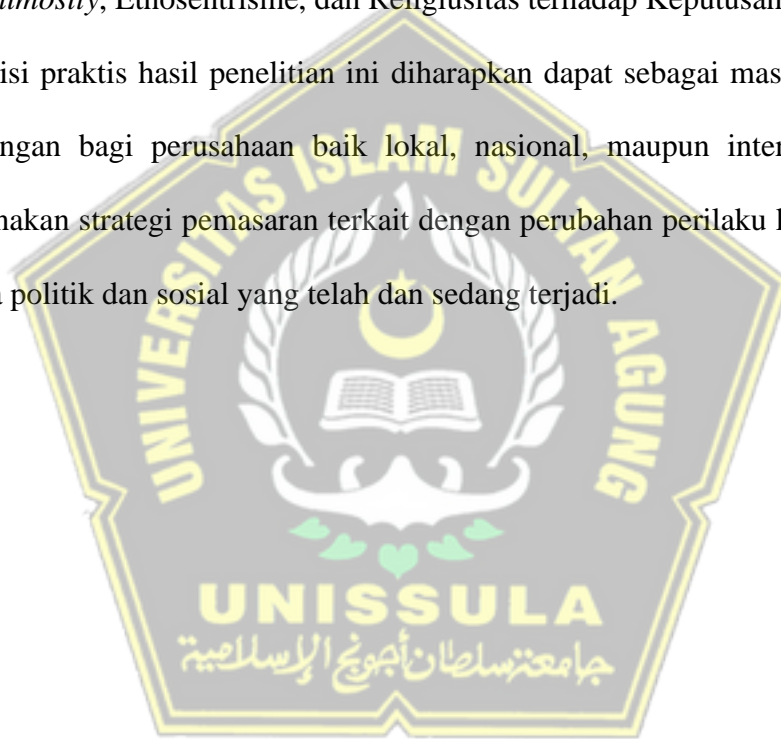 nimosity, Ethosentrisme, dan Religiusitas terhadap Keputusan
isi praktis hasil penelitian ini diharapkan dapat sebagai mas
ngan bagi perusahaan baik lokal, nasional, maupun inter
nakan strategi pemasaran terkait dengan perubahan perilaku
politik dan sosial yang telah dan sedang terjadi.
UNIVERSITAS ISLAM SULTAN AGUNG
UNISSULA
جامعة سلطان أجونج الإسلامية